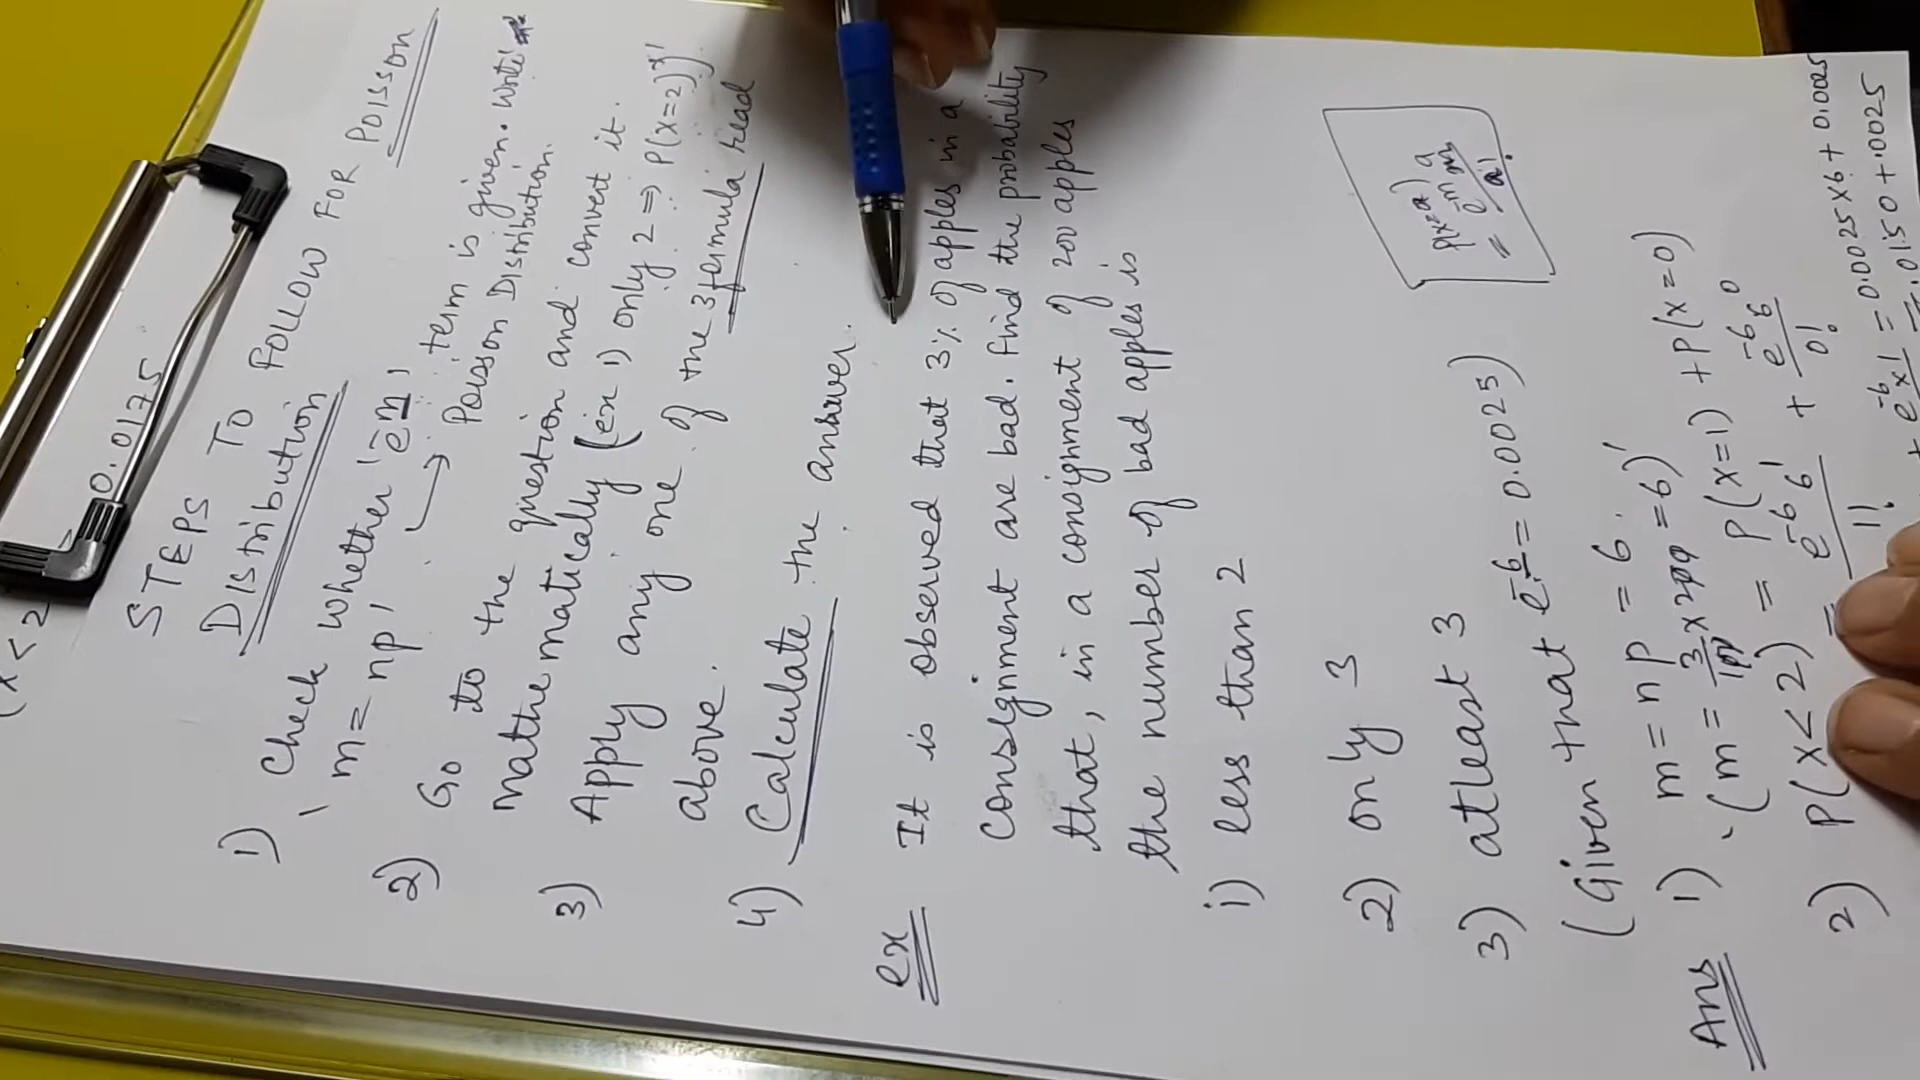 (x < 2
0.0175
STEPS TO FOLLOW FOR POISSON
Distribution
1) Check whether 'e⁻ᵐ'
m = np' → term is given. Write
Poisson Distribution.
2) Go to the question and convert it
mathematically (ex 1) only 2 ⇒ P(x=2)
3) Apply any one of the 3 formula read
above.
4) Calculate the answer.
ex It is observed that 3% of apples in a
Consignment are bad. Find the probability
that, in a consignment of 200 apples
the number of bad apples is
i) less than 2
2) only 3
3) atleast 3
P(x=a)
= e⁻ᵐ mᵃ / a!
(Given that e⁻⁶ = 0.0025)
Ans 1) m = np = 6
(m = 3/100 x 200 = 6)
2) P(x<2) = P(x=1) + P(x=0)
= e⁻⁶ 6¹ / 1! + e⁻⁶ 6⁰ / 0!
+ e⁻⁶ x 1 = 0.0025 x 6 + 0.0025
= .0150 + .0025